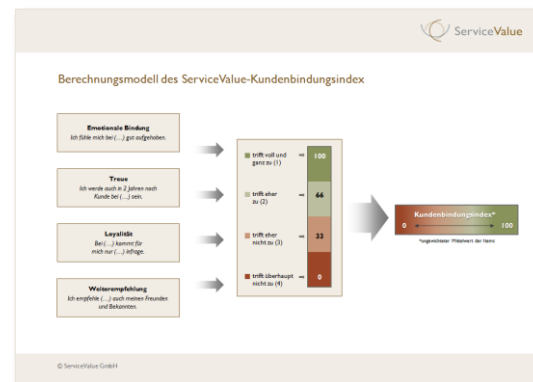 ServiceValue
Berechnungsmodell des ServiceValue-Kundenbindungsindex
Emotionale Bindung
Ich fühle mich bei (…) gut aufgehoben.
Treue
Ich werde auch in 2 Jahren noch
Kunde bei (…) sein.
Loyalität
Bei (…) kommt für
mich nur (…) infrage.
Weiterempfehlung
Ich empfehle (…) auch meinen Freunden
und Bekannten.
trifft voll und
ganz zu (1)
100
trifft eher
zu (2)
66
trifft eher
nicht zu (3)
33
trifft überhaupt
nicht zu (4)
0
Kundenbindungsindex*
0 100
*ungewichteter Mittelwert der Items
© ServiceValue GmbH